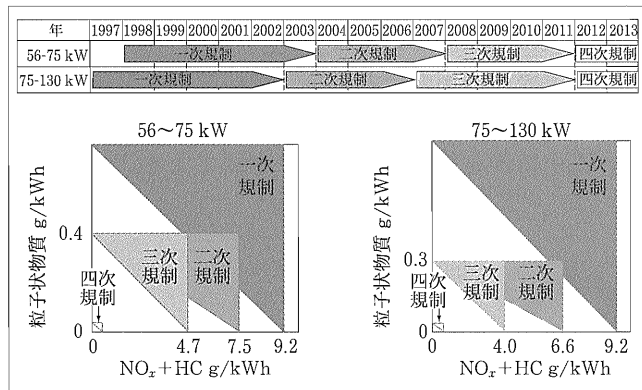 年 1997 1998 1999 2000 2001 2002 2003 2004 2005 2006 2007 2008 2009 2010 2011 2012 2013
56-75 kW 一次規制 二次規制 三次規制 四次規制
75-130 kW 一次規制 二次規制 三次規制 四次規制
56～75 kW
粒子状物質 g/kWh
一次
規制
0.4
二次
規制
三次
規制
四次
規制
0
0 4.7 7.5 9.2
NOx＋HC g/kWh
75～130 kW
粒子状物質 g/kWh
一次
規制
0.3
三次
規制
二次
規制
四次
規制
0
0 4.0 6.6 9.2
NOx＋HC g/kWh